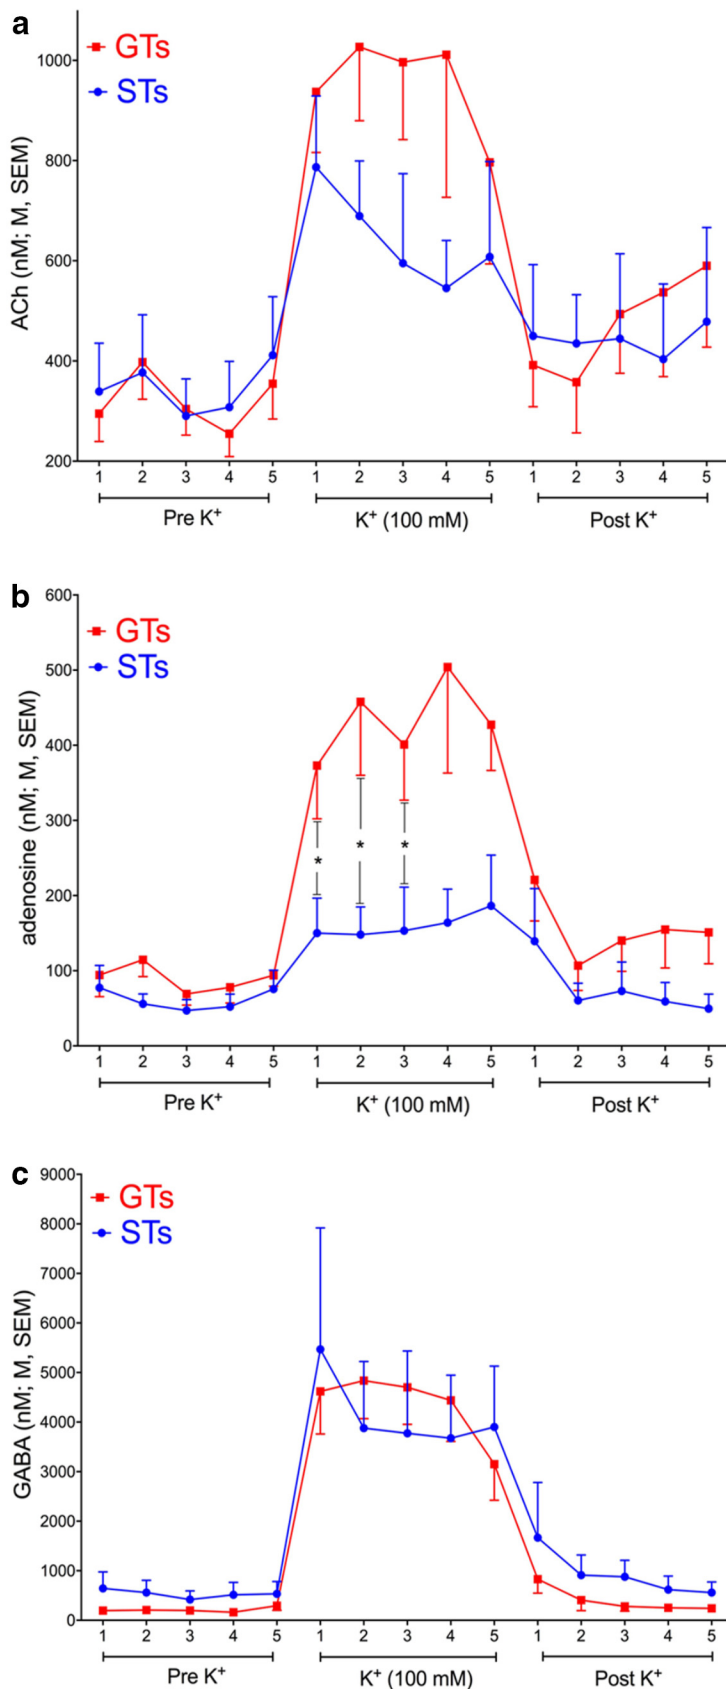 a
GTs
STs
ACh (nM; M, SEM)
1000
800
600
400
200
1 2 3 4 5 1 2 3 4 5 1 2 3 4 5
Pre K⁺ K⁺ (100 mM) Post K⁺
b
GTs
STs
adenosine (nM; M, SEM)
600
500
400
300
200
100
0
* * *
1 2 3 4 5 1 2 3 4 5 1 2 3 4 5
Pre K⁺ K⁺ (100 mM) Post K⁺
c
GTs
STs
GABA (nM; M, SEM)
9000
8000
7000
6000
5000
4000
3000
2000
1000
0
1 2 3 4 5 1 2 3 4 5 1 2 3 4 5
Pre K⁺ K⁺ (100 mM) Post K⁺